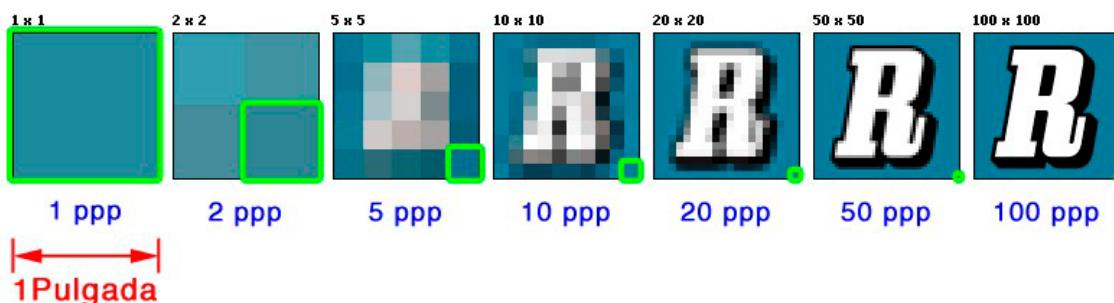 1 x 1 2 x 2 5 x 5 10 x 10 20 x 20 50 x 50 100 x 100
R R R R
1 ppp 2 ppp 5 ppp 10 ppp 20 ppp 50 ppp 100 ppp
1Pulgada